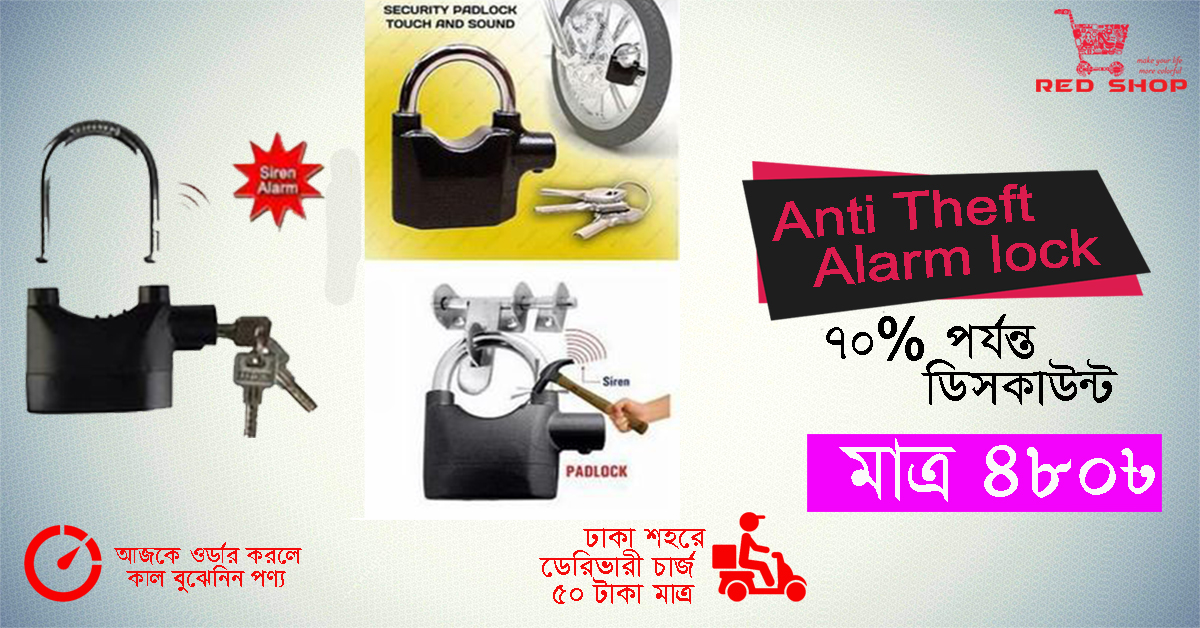 SECURITY PADLOCK
TOUCH AND SOUND
RED SHOP
make your life
more colorful
Siren
Alarm
Anti Theft
Alarm lock
৭০% পর্যন্ত
ডিসকাউন্ট
Siren
PADLOCK
মাত্র ৪৮০৳
আজকে ওর্ডার করলে
কাল বুঝেনিন পণ্য
ঢাকা শহরে
ডেরিভারী চার্জ
৫০ টাকা মাত্র